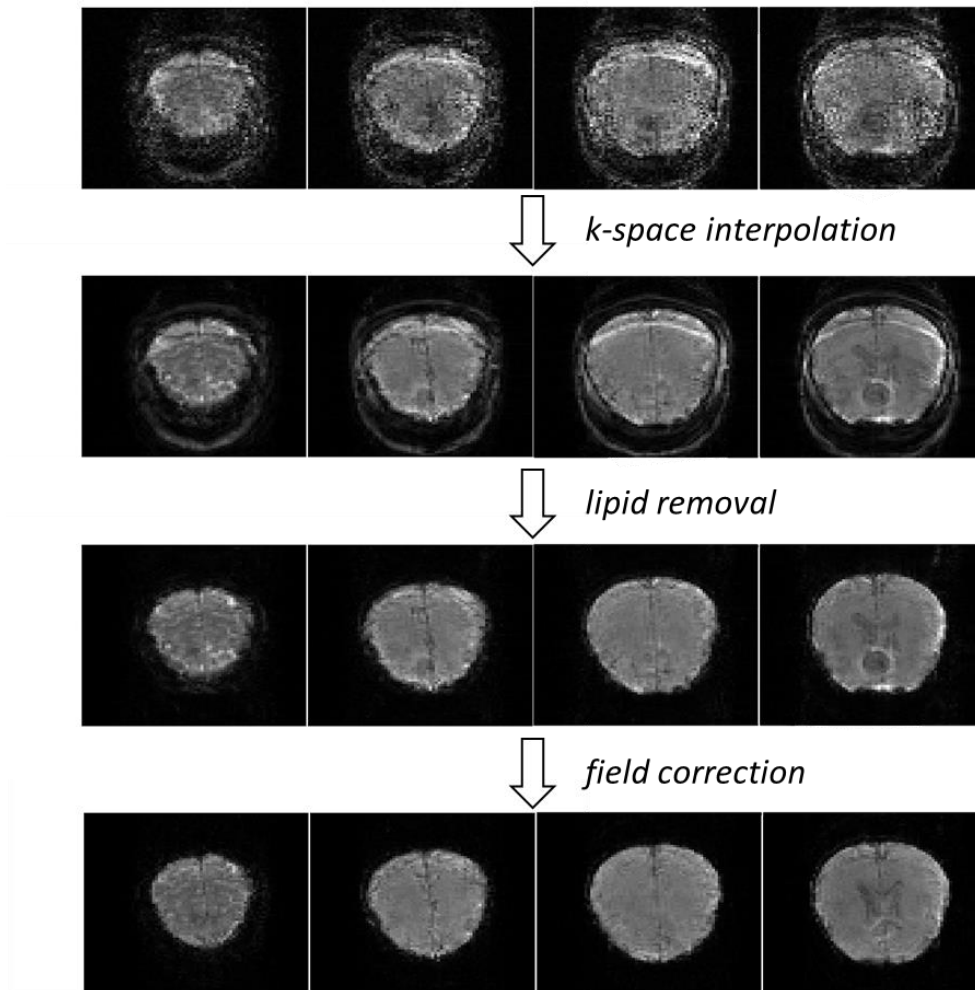 k-space interpolation
lipid removal
field correction